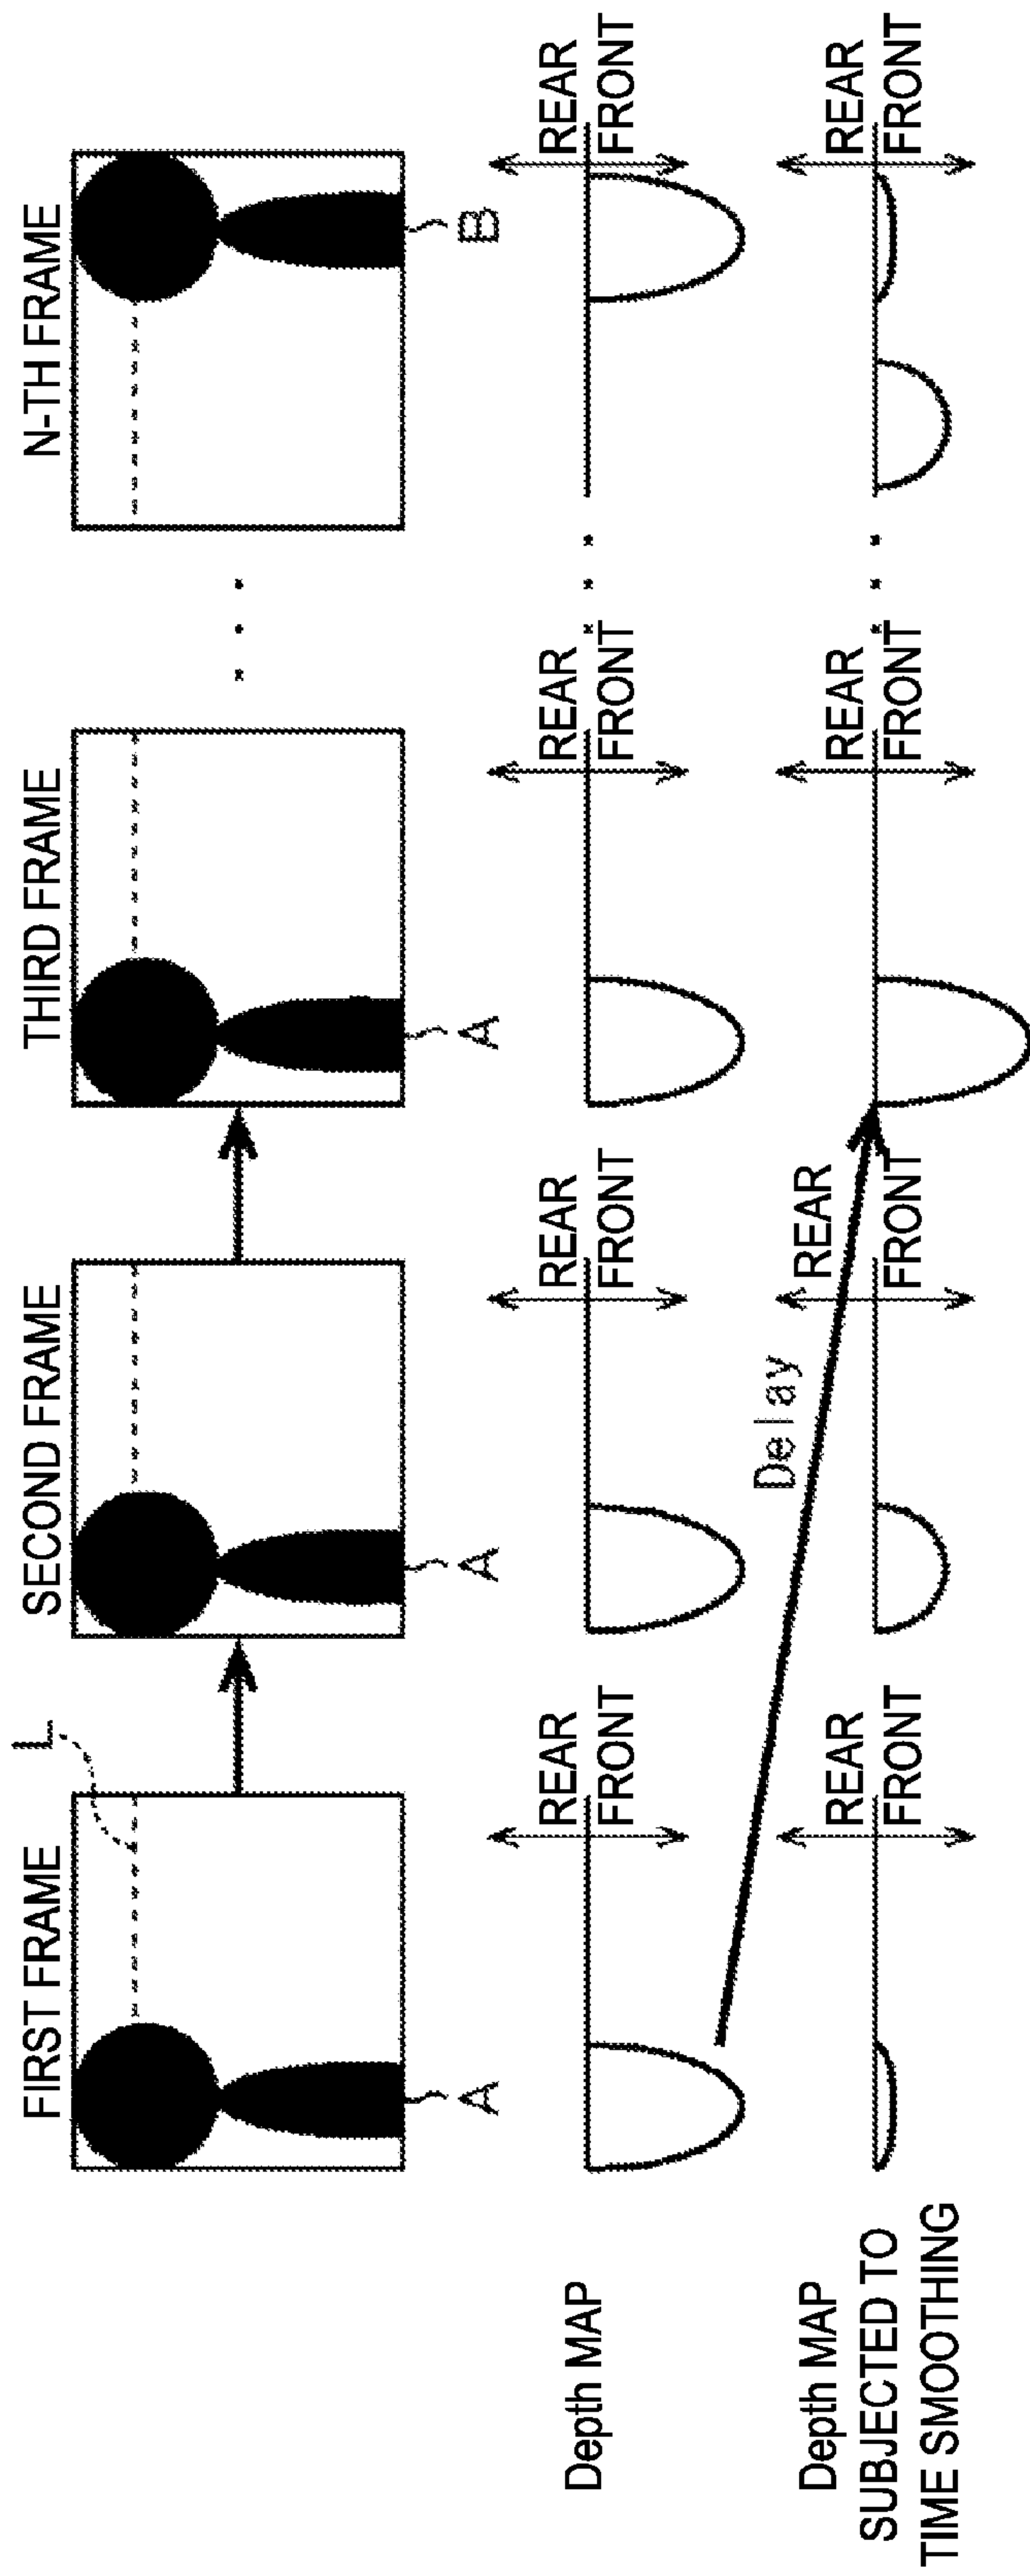 FIRST FRAME
SECOND FRAME
THIRD FRAME
N-TH FRAME
L
A
A
A
B
Depth MAP
REAR
FRONT
REAR
FRONT
REAR
FRONT
REAR
FRONT
Delay
Depth MAP
SUBJECTED TO
TIME SMOOTHING
REAR
FRONT
REAR
FRONT
REAR
FRONT
REAR
FRONT